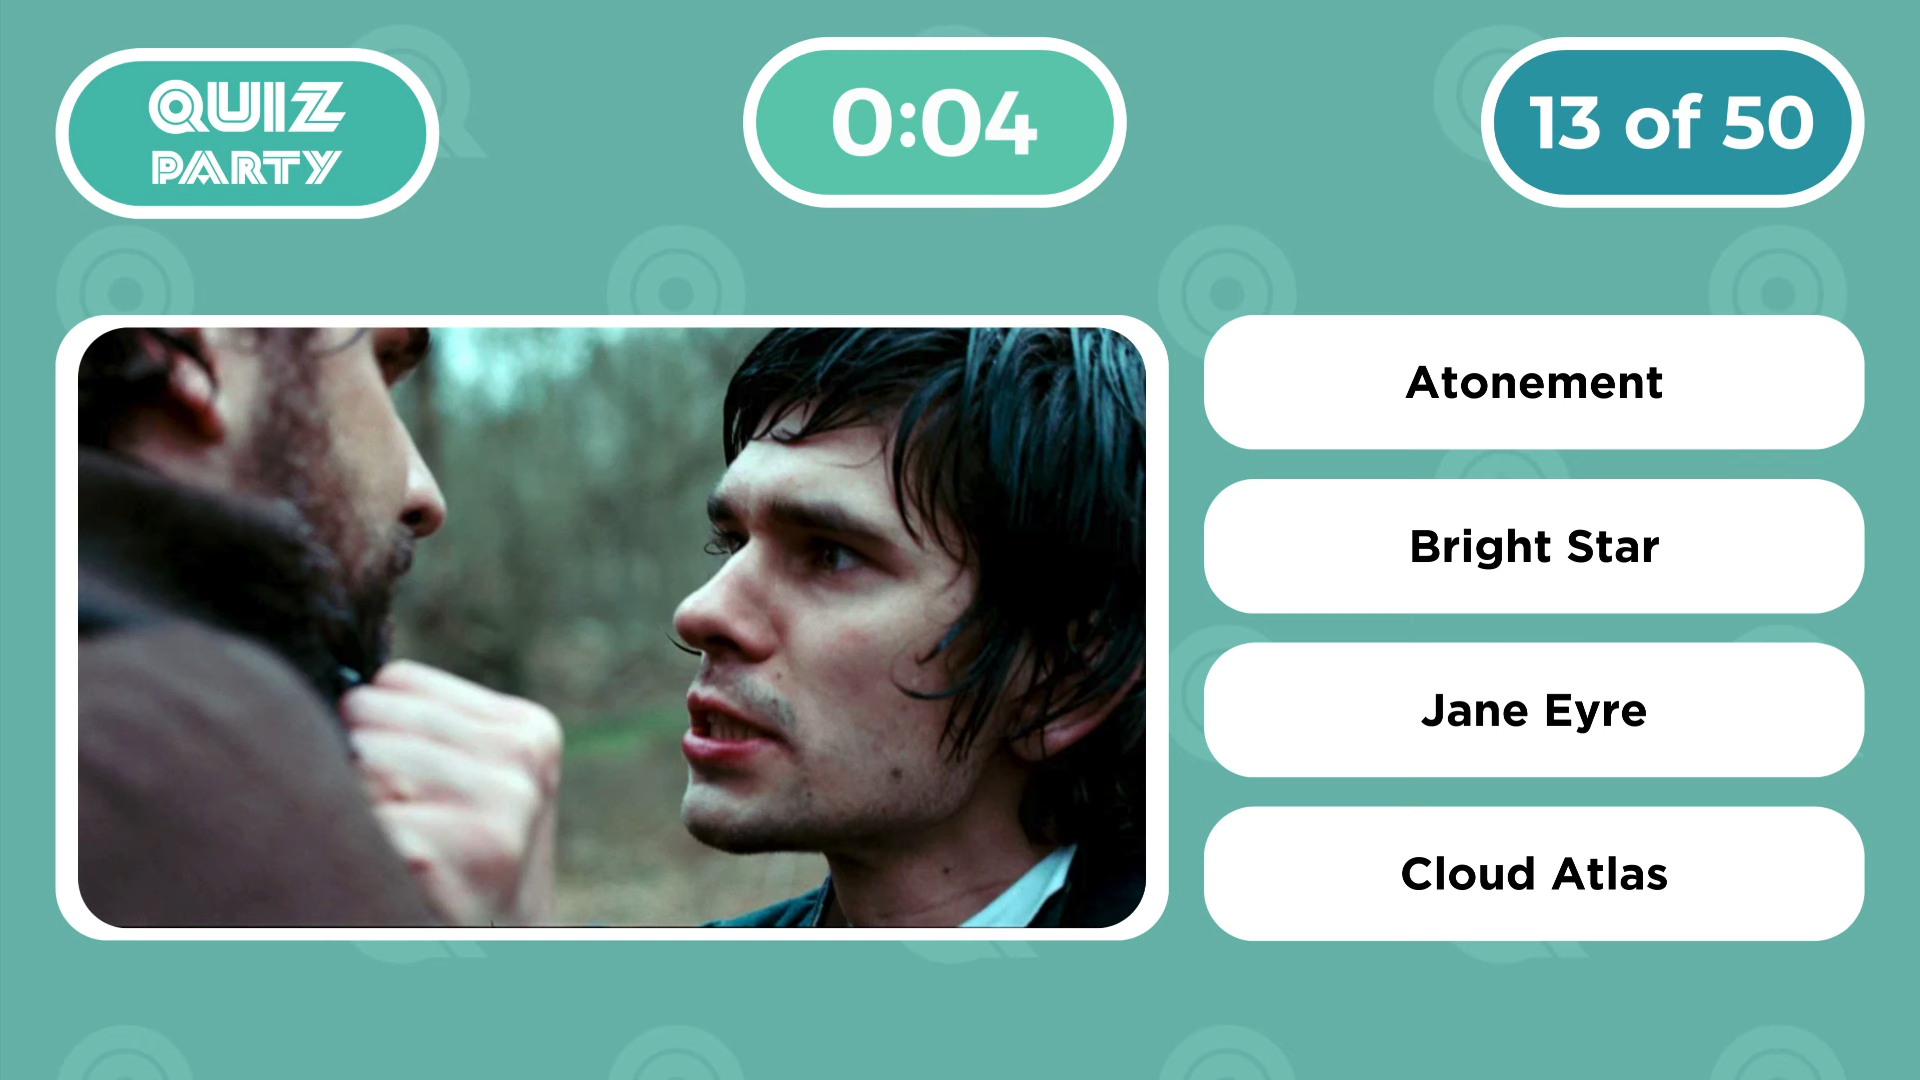 QUIZ
PARTY
0:04
13 of 50
Atonement
Bright Star
Jane Eyre
Cloud Atlas